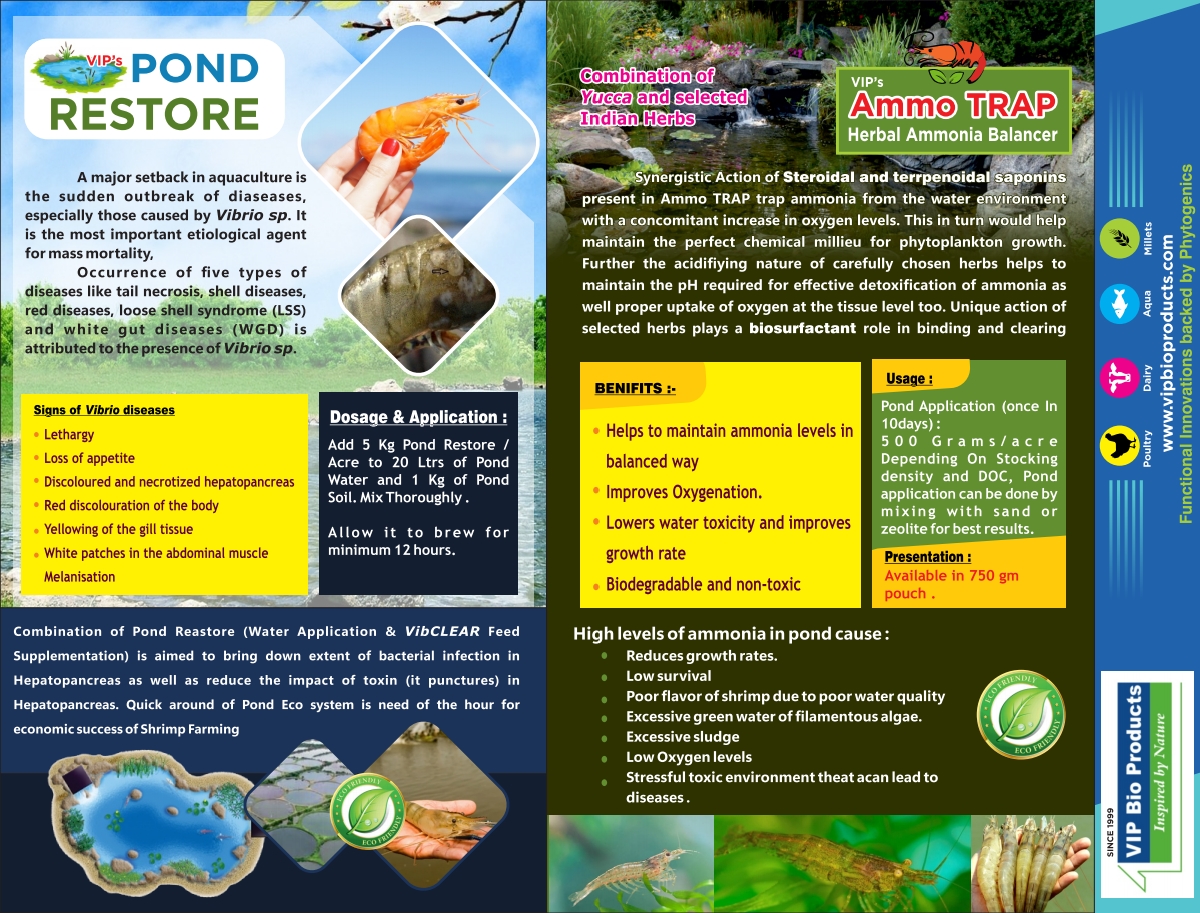 VIP's POND
RESTORE
A major setback in aquaculture is
the sudden outbreak of diaseases,
especially those caused by Vibrio sp. It
is the most important etiological agent
for mass mortality,
Occurrence of five types of
diseases like tail necrosis, shell diseases,
red diseases, loose shell syndrome (LSS)
and white gut diseases (WGD) is
attributed to the presence of Vibrio sp.
Signs of Vibrio diseases
• Lethargy
• Loss of appetite
• Discoloured and necrotized hepatopancreas
• Red discolouration of the body
• Yellowing of the gill tissue
• White patches in the abdominal muscle
Melanisation
Dosage & Application :
Add 5 Kg Pond Restore /
Acre to 20 Ltrs of Pond
Water and 1 Kg of Pond
Soil. Mix Thoroughly .
Allow it to brew for
minimum 12 hours.
Combination of Pond Reastore (Water Application & VibCLEAR Feed
Supplementation) is aimed to bring down extent of bacterial infection in
Hepatopancreas as well as reduce the impact of toxin (it punctures) in
Hepatopancreas. Quick around of Pond Eco system is need of the hour for
economic success of Shrimp Farming
ECO FRIENDLY
ECO FRIENDLY
Combination of
Yucca and selected
Indian Herbs
VIP's
Ammo TRAP
Herbal Ammonia Balancer
Synergistic Action of Steroidal and terrpenoidal saponins
present in Ammo TRAP trap ammonia from the water environment
with a concomitant increase in oxygen levels. This in turn would help
maintain the perfect chemical millieu for phytoplankton growth.
Further the acidifiying nature of carefully chosen herbs helps to
maintain the pH required for effective detoxification of ammonia as
well proper uptake of oxygen at the tissue level too. Unique action of
selected herbs plays a biosurfactant role in binding and clearing
BENIFITS :-
• Helps to maintain ammonia levels in
balanced way
• Improves Oxygenation.
• Lowers water toxicity and improves
growth rate
• Biodegradable and non-toxic
Usage :
Pond Application (once In
10days) :
500 Grams/acre
Depending On Stocking
density and DOC, Pond
application can be done by
mixing with sand or
zeolite for best results.
Presentation :
Available in 750 gm
pouch .
High levels of ammonia in pond cause :
• Reduces growth rates.
• Low survival
• Poor flavor of shrimp due to poor water quality
• Excessive green water of filamentous algae.
• Excessive sludge
• Low Oxygen levels
• Stressful toxic environment theat acan lead to
diseases .
ECO FRIENDLY
ECO FRIENDLY
Millets
Aqua
Dairy
Poultry
www.vipbioproducts.com
Functional Innovations backed by Phytogenics
SINCE 1999
VIP Bio Products
Inspired by Nature